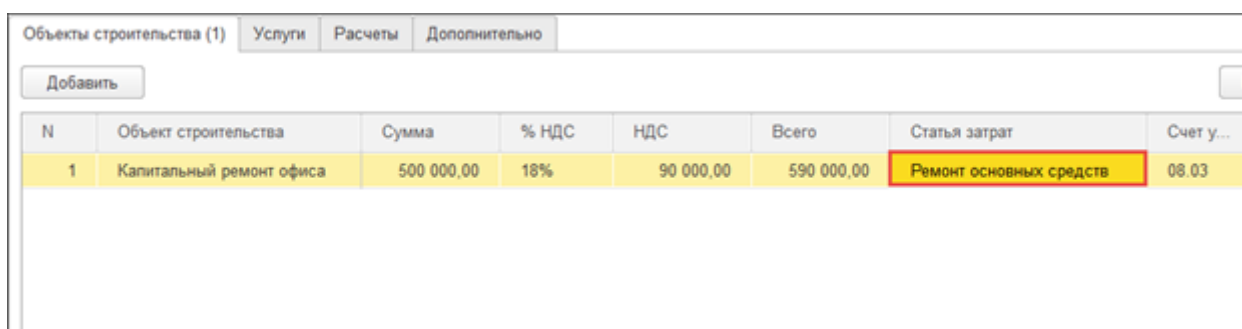 Объекты строительства (1) Услуги Расчеты Дополнительно
Добавить
N Объект строительства Сумма % НДС НДС Всего Статья затрат Счет у...
1 Капитальный ремонт офиса 500 000,00 18% 90 000,00 590 000,00 Ремонт основных средств 08.03